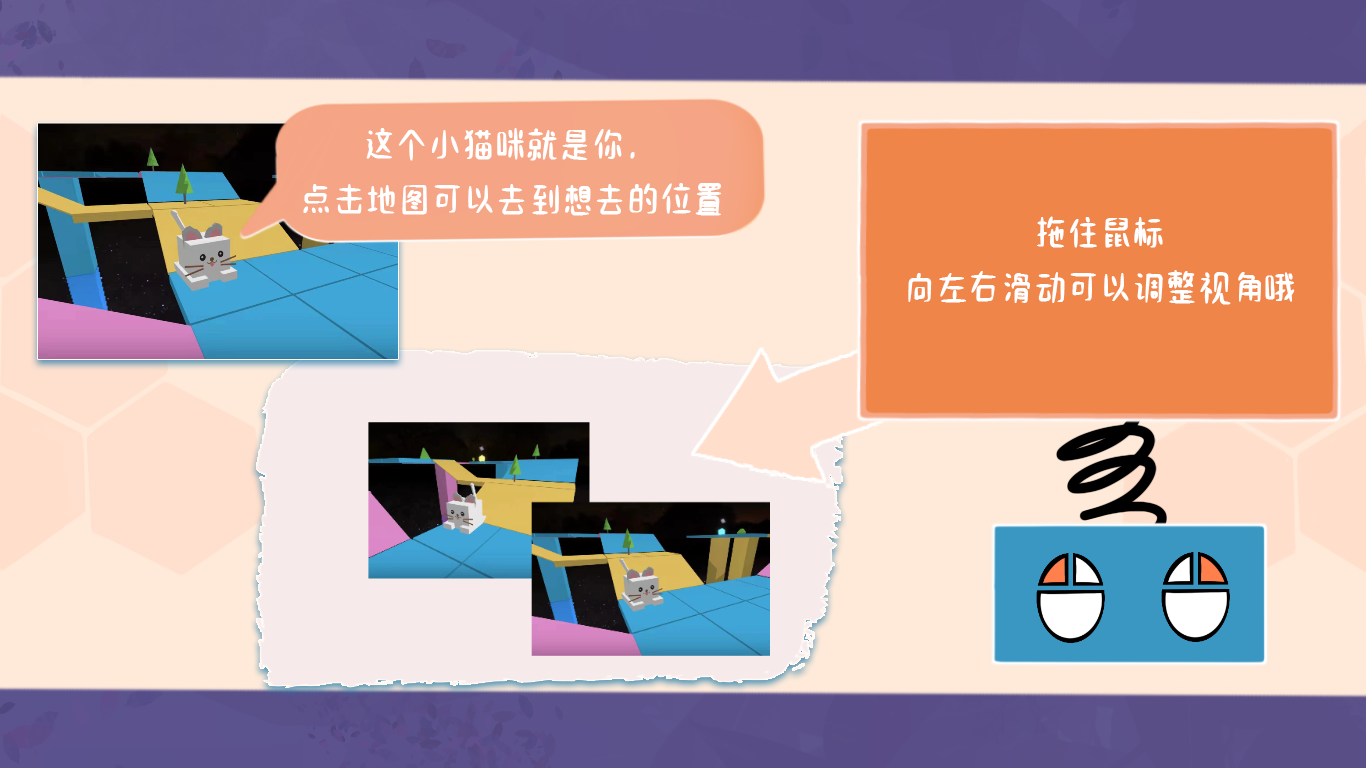 这个小猫咪就是你，
点击地图可以去到想去的位置
拖住鼠标
向左右滑动可以调整视角哦